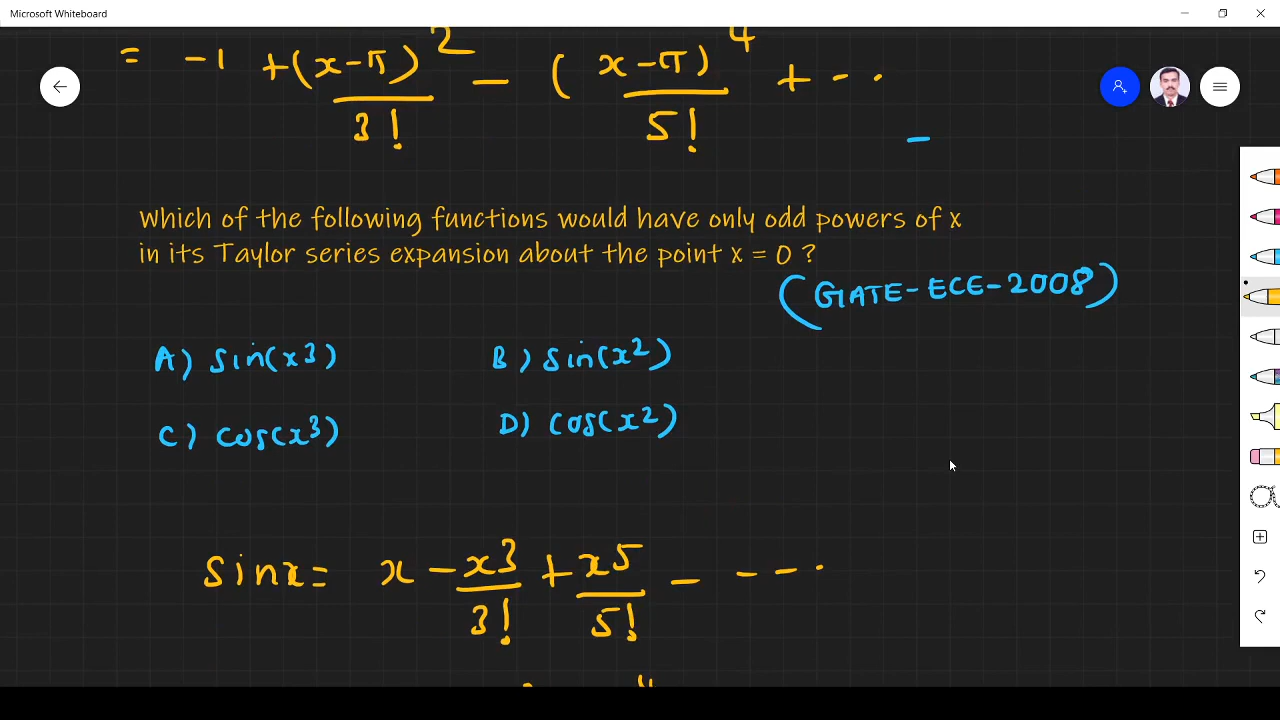 Microsoft Whiteboard
= -1 + (x-π)^2/3! - (x-π)^4/5! + - - .
-
Which of the following functions would have only odd powers of x
in its Taylor series expansion about the point x = 0 ?
(GATE-ECE-2008)
A) Sin(x3) B) Sin(x2)
C) Cos(x3) D) Cos(x2)
Sinx = x - x3/3! + x5/5! - - - - .